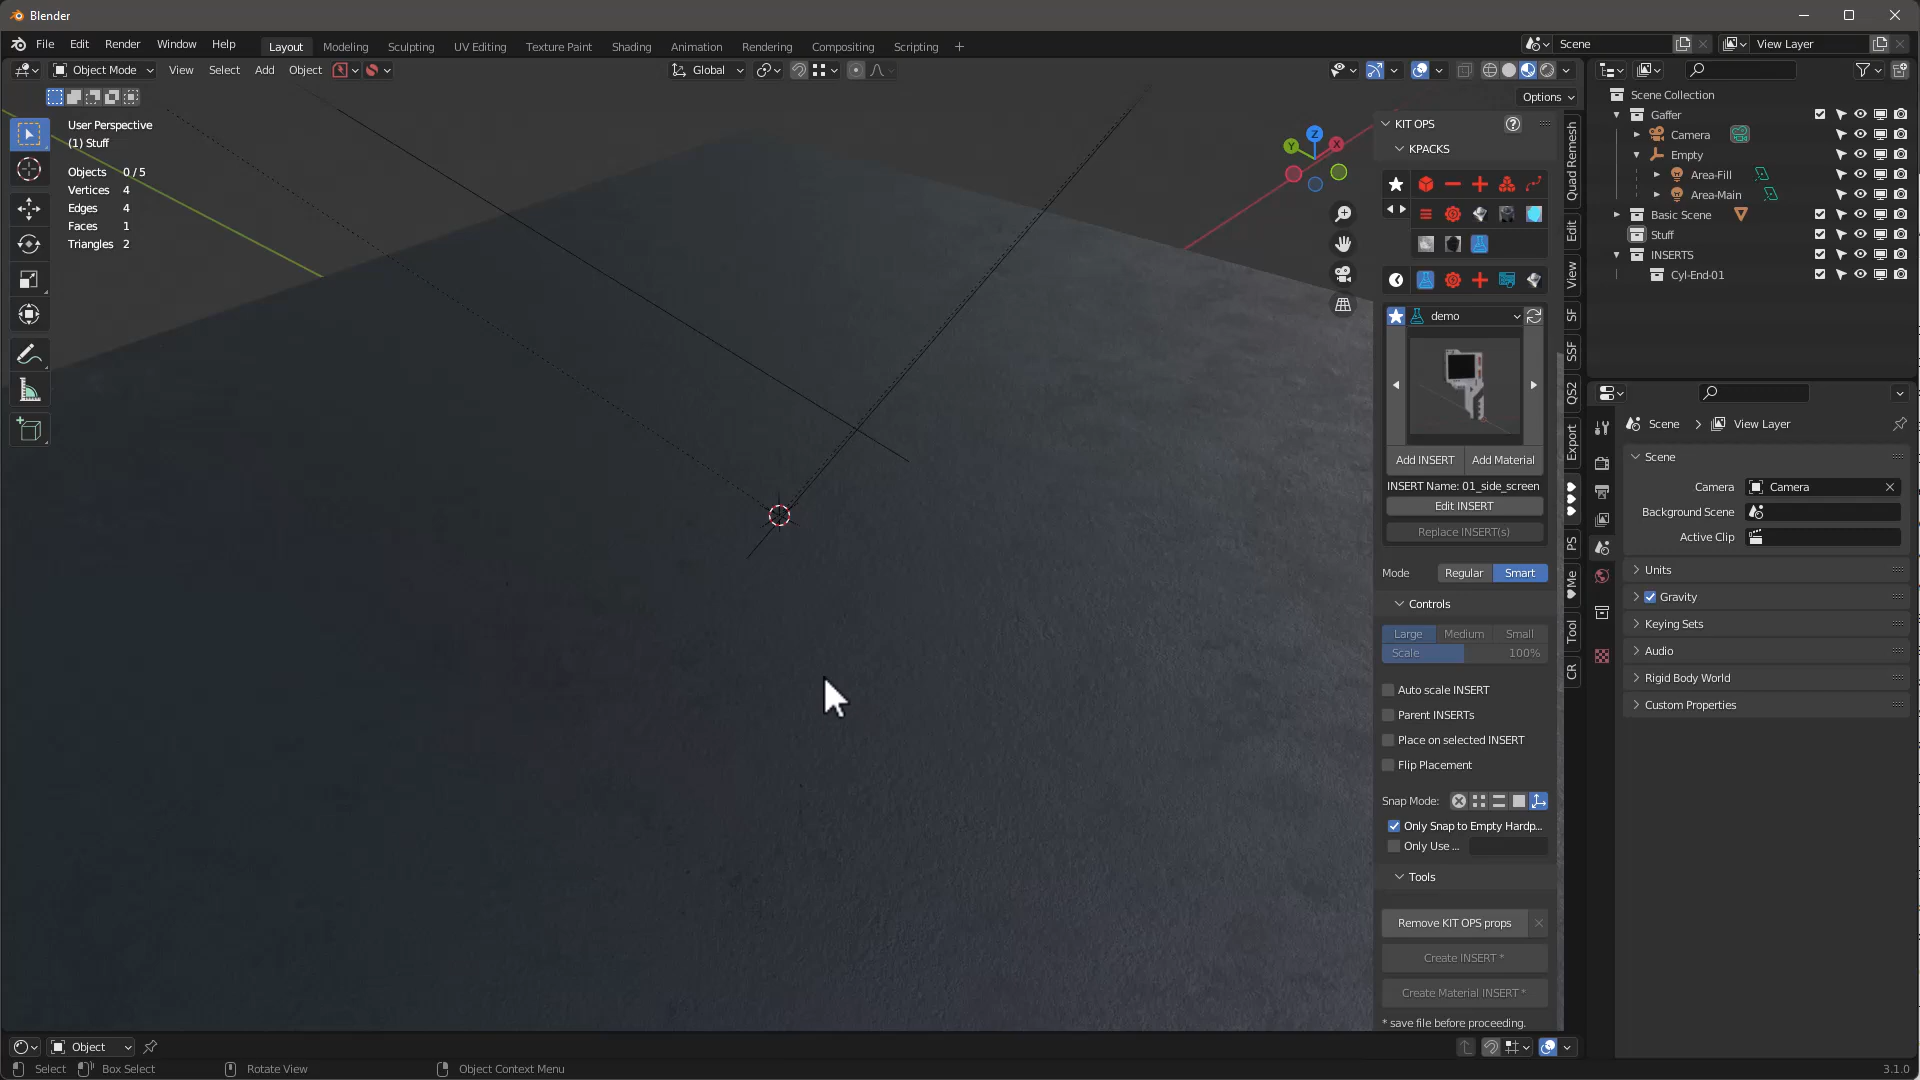 Blender
File Edit Render Window Help Layout Modeling Sculpting UV Editing Texture Paint Shading Animation Rendering Compositing Scripting + Scene View Layer
Object Mode View Select Add Object Global
Options
User Perspective
(1) Stuff
Objects 0 / 5
Vertices 4
Edges 4
Faces 1
Triangles 2
Z
Y
X
KIT OPS
KPACKS
demo
Add INSERT Add Material
INSERT Name: 01_side_screen
Edit INSERT
Replace INSERT(s)
Mode Regular Smart
Controls
Large Medium Small
Scale 100%
Auto scale INSERT
Parent INSERTs
Place on selected INSERT
Flip Placement
Snap Mode:
Only Snap to Empty Hardp...
Only Use ...
Tools
Remove KIT OPS props
Create INSERT *
Create Material INSERT *
* save file before proceeding.
Quad Remesh
Edit
View
SF
SSF
QS2
Export
♥♥♥
PS
♥Me
Tool
CR
Scene Collection
Gaffer
Camera
Empty
Area-Fill
Area-Main
Basic Scene
Stuff
INSERTS
Cyl-End-01
Scene > View Layer
Scene
Camera Camera
Background Scene
Active Clip
Units
Gravity
Keying Sets
Audio
Rigid Body World
Custom Properties
Object
Select Box Select Rotate View Object Context Menu 3.1.0